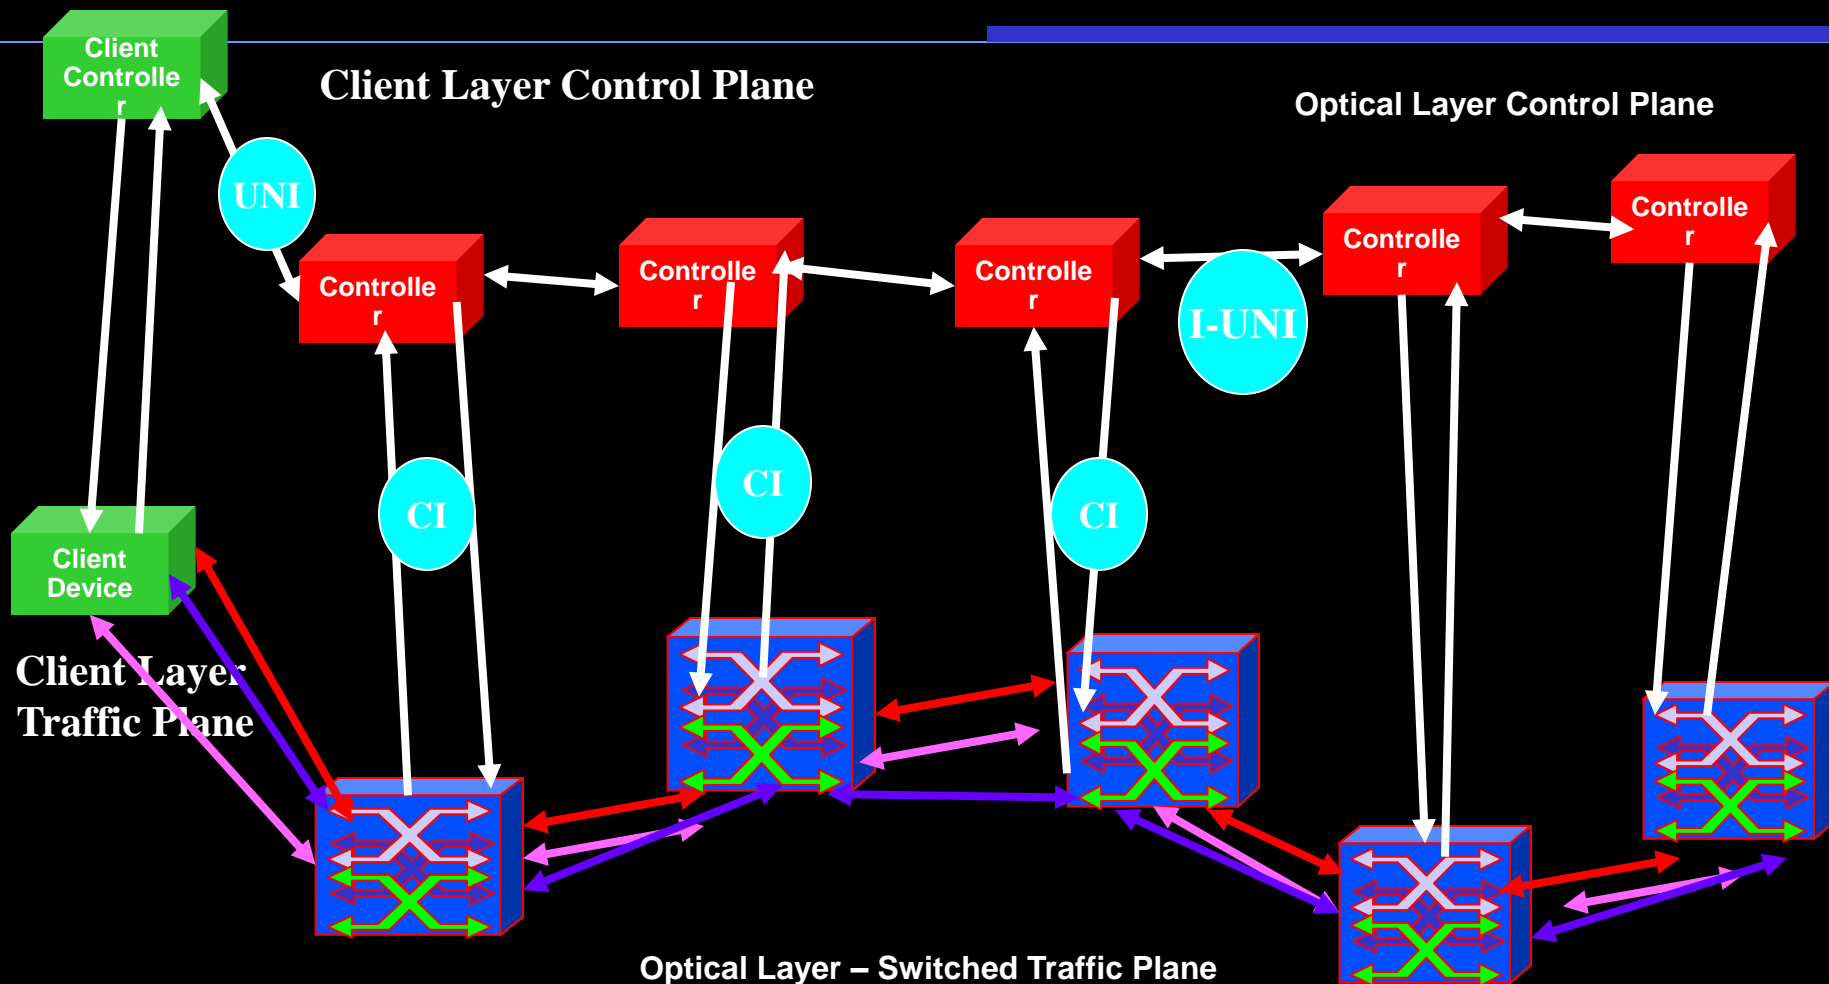 Client
Controlle
r
Client Layer Control Plane
Optical Layer Control Plane
UNI
Controlle
r
Controlle
r
Controlle
r
I-UNI
Controlle
r
Controlle
r
CI
CI
CI
Client
Device
Client Layer
Traffic Plane
Optical Layer – Switched Traffic Plane